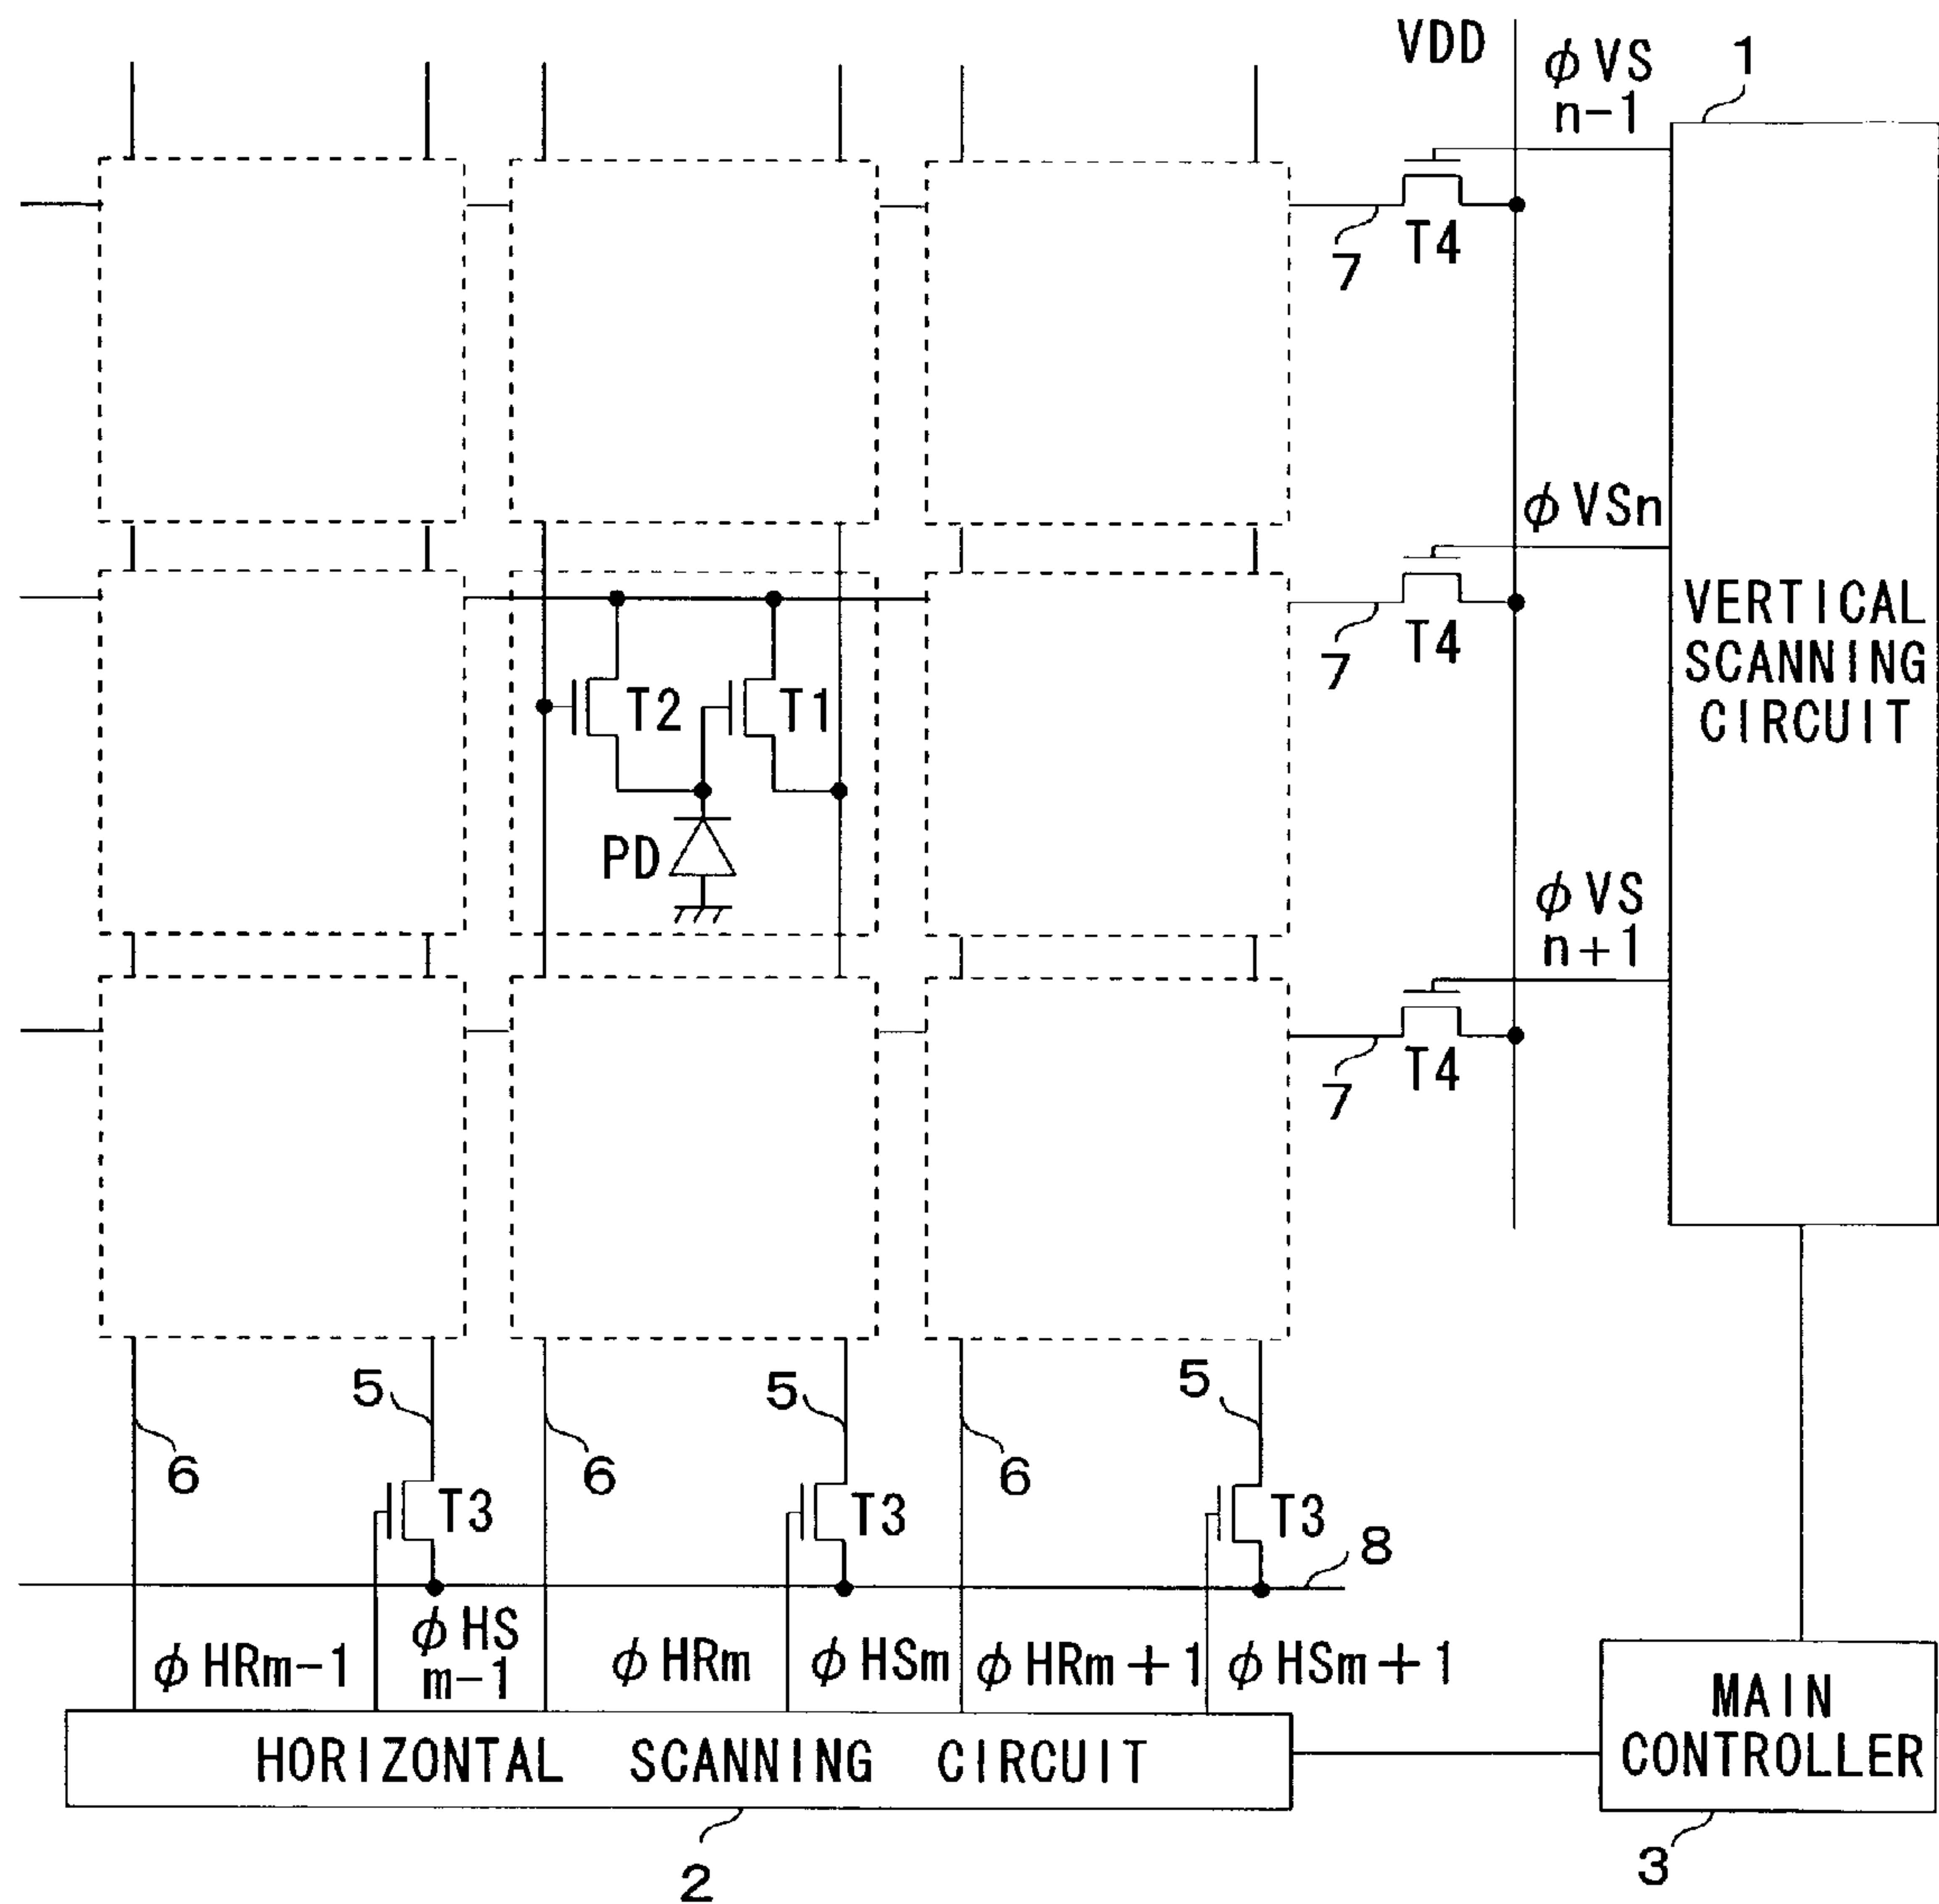 VDD
φVS
n-1
1
T4
7
φVSn
VERTICAL
SCANNING
CIRCUIT
T4
7
T2
T1
PD
φVS
n+1
T4
7
5
5
5
6
6
6
T3
T3
T3
8
φHRm-1
φHS
m-1
φHRm
φHSm
φHRm+1
φHSm+1
HORIZONTAL SCANNING CIRCUIT
MAIN
CONTROLLER
2
3